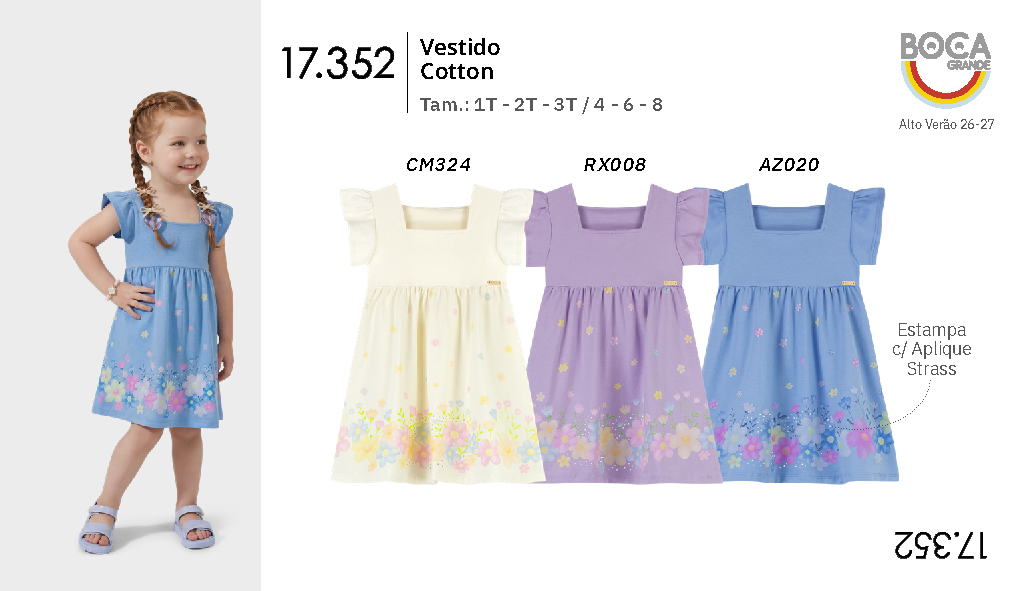 17.352
Vestido
Cotton
Tam.: 1T - 2T - 3T / 4 - 6 - 8
BOCA
GRANDE
Alto Verão 26-27
CM324
RX008
AZ020
Estampa
c/ Aplique
Strass
17.352